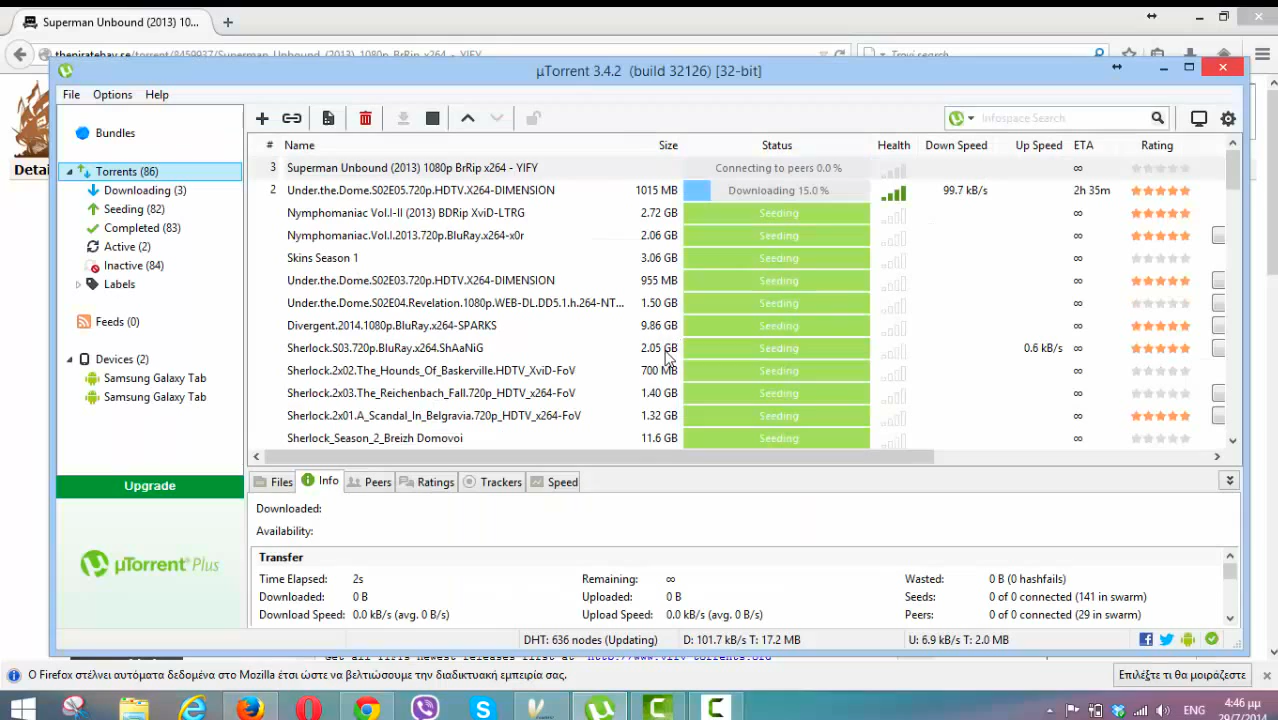 Superman Unbound (2013) 10...
thepiratebay.se/torrent/8459937/Superman_Unbound_(2013)_1080p_BrRip_x264_-_YIFY
Trovi search
µTorrent 3.4.2 (build 32126) [32-bit]
File Options Help
Infospace Search
Bundles
Torrents (86)
Downloading (3)
Seeding (82)
Completed (83)
Active (2)
Inactive (84)
Labels
Feeds (0)
Devices (2)
Samsung Galaxy Tab
Samsung Galaxy Tab
Upgrade
µTorrent Plus
Detai
# Name Size Status Health Down Speed Up Speed ETA Rating
3 Superman Unbound (2013) 1080p BrRip x264 - YIFY Connecting to peers 0.0 % ∞
2 Under.the.Dome.S02E05.720p.HDTV.X264-DIMENSION 1015 MB Downloading 15.0 % 99.7 kB/s 2h 35m
Nymphomaniac Vol.I-II (2013) BDRip XviD-LTRG 2.72 GB Seeding ∞
Nymphomaniac.Vol.I.2013.720p.BluRay.x264-x0r 2.06 GB Seeding ∞
Skins Season 1 3.06 GB Seeding ∞
Under.the.Dome.S02E03.720p.HDTV.X264-DIMENSION 955 MB Seeding ∞
Under.the.Dome.S02E04.Revelation.1080p.WEB-DL.DD5.1.h.264-NT... 1.50 GB Seeding ∞
Divergent.2014.1080p.BluRay.x264-SPARKS 9.86 GB Seeding ∞
Sherlock.S03.720p.BluRay.x264.ShAaNiG 2.05 GB Seeding 0.6 kB/s ∞
Sherlock.2x02.The_Hounds_Of_Baskerville.HDTV_XviD-FoV 700 MB Seeding ∞
Sherlock.2x03.The_Reichenbach_Fall.720p_HDTV_x264-FoV 1.40 GB Seeding ∞
Sherlock.2x01.A_Scandal_In_Belgravia.720p_HDTV_x264-FoV 1.32 GB Seeding ∞
Sherlock_Season_2_Breizh Domovoi 11.6 GB Seeding ∞
Files Info Peers Ratings Trackers Speed
Downloaded:
Availability:
Transfer
Time Elapsed: 2s Remaining: ∞ Wasted: 0 B (0 hashfails)
Downloaded: 0 B Uploaded: 0 B Seeds: 0 of 0 connected (141 in swarm)
Download Speed: 0.0 kB/s (avg. 0 B/s) Upload Speed: 0.0 kB/s (avg. 0 B/s) Peers: 0 of 0 connected (29 in swarm)
DHT: 636 nodes (Updating) D: 101.7 kB/s T: 17.2 MB U: 6.9 kB/s T: 2.0 MB
Ο Firefox στέλνει αυτόματα δεδομένα στο Mozilla έτσι ώστε να βελτιώσουμε την διαδικτυακή εμπειρία σας.
Επιλέξτε τι θα μοιράζεστε
ENG
4:46 μμ
29/7/2014